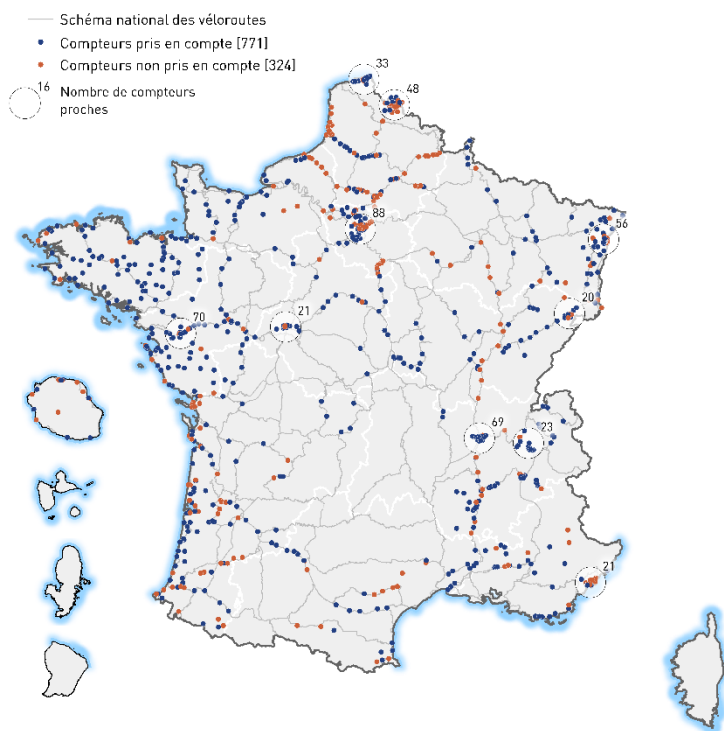 Schéma national des véloroutes
Compteurs pris en compte [771]
Compteurs non pris en compte [324]
16 Nombre de compteurs
proches
33
48
88
56
20
21
70
69
23
21